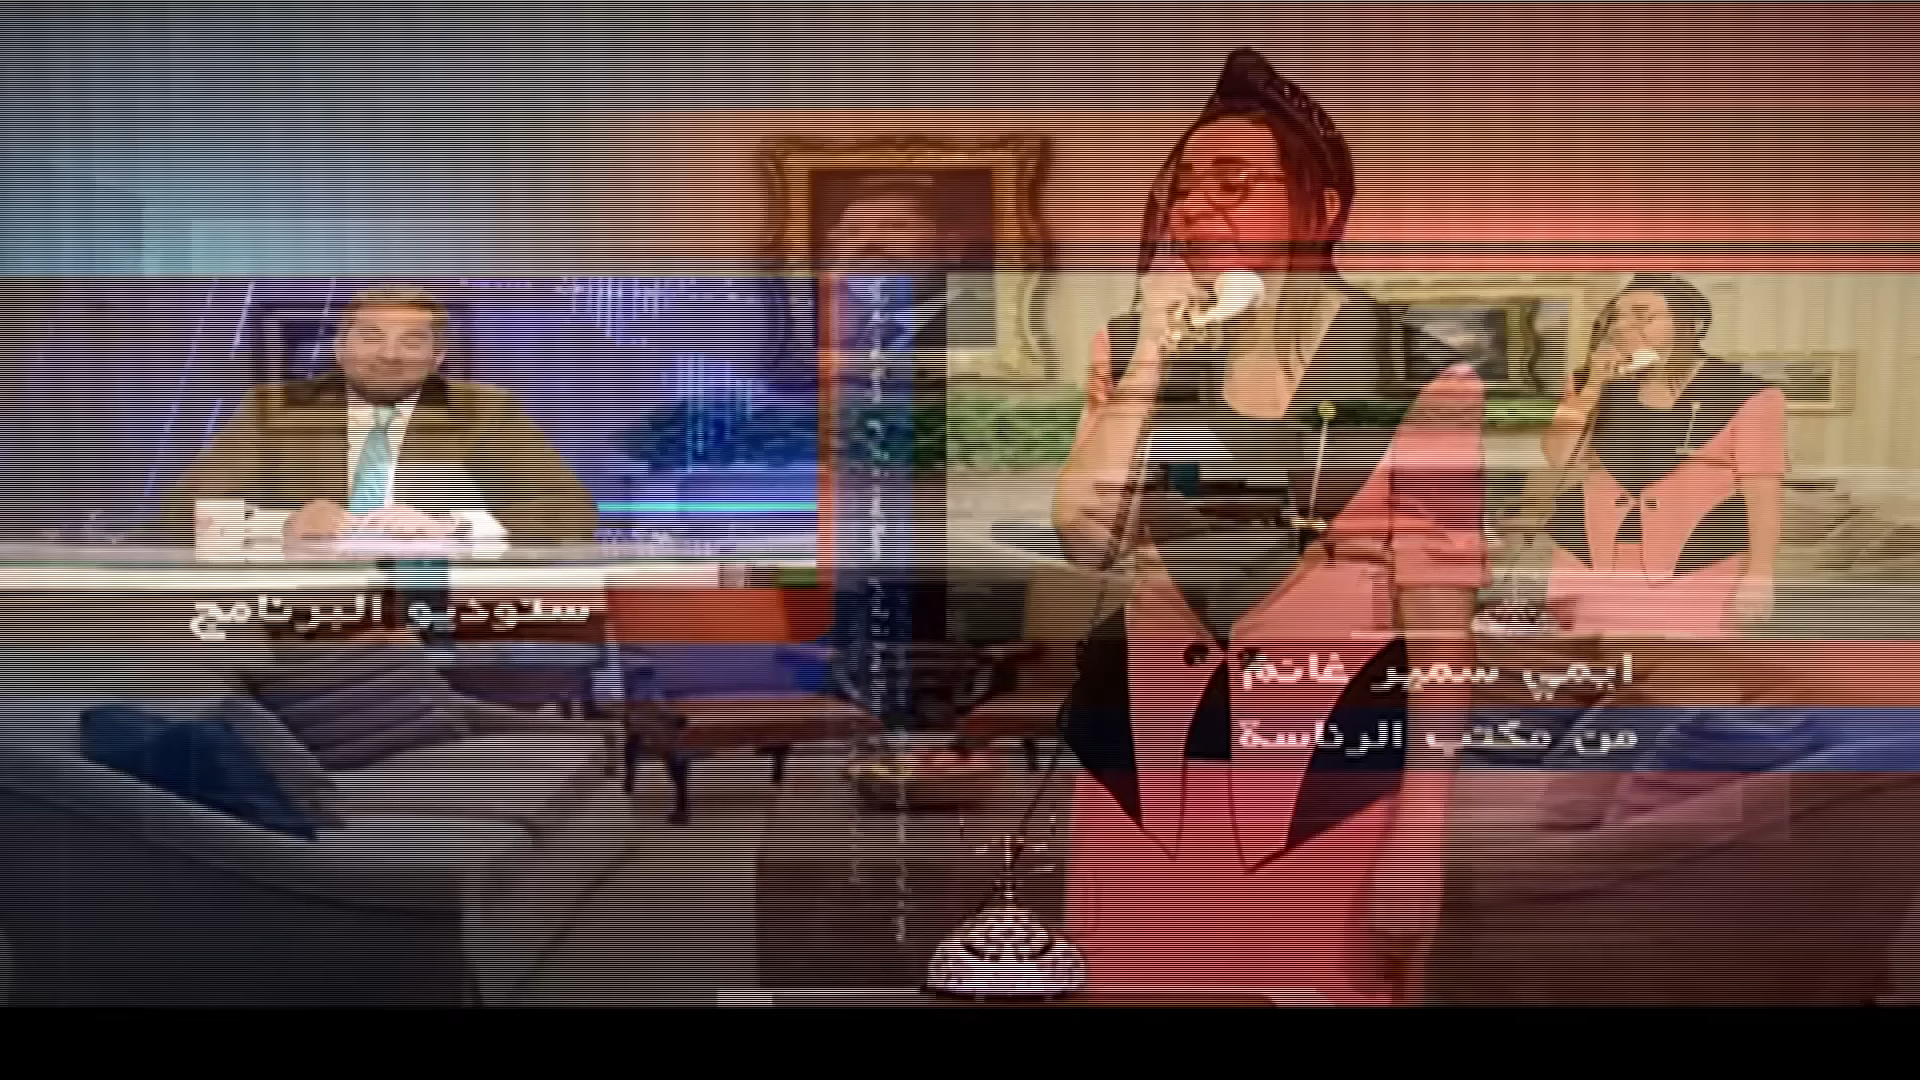 ستوديو البرنامج
ايمي سمير غانم
من مكتب الرئاسة